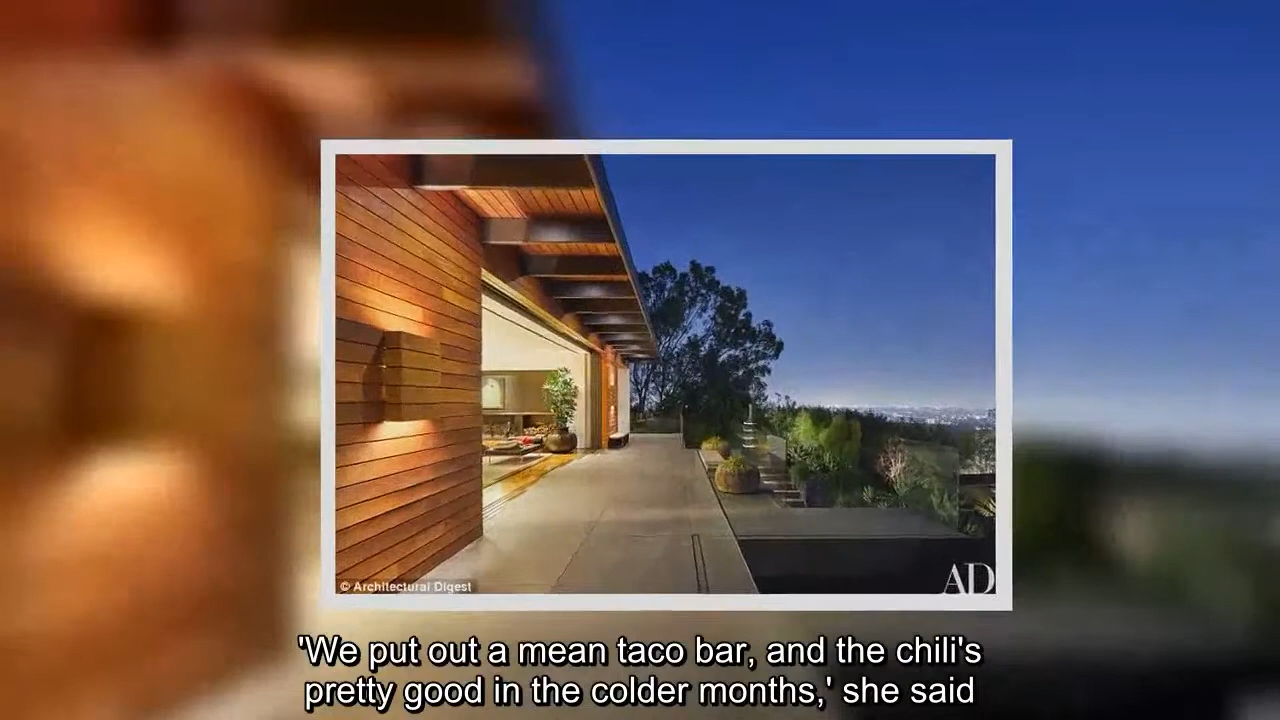 © Architectural Digest
AD
'We put out a mean taco bar, and the chili's
pretty good in the colder months,' she said